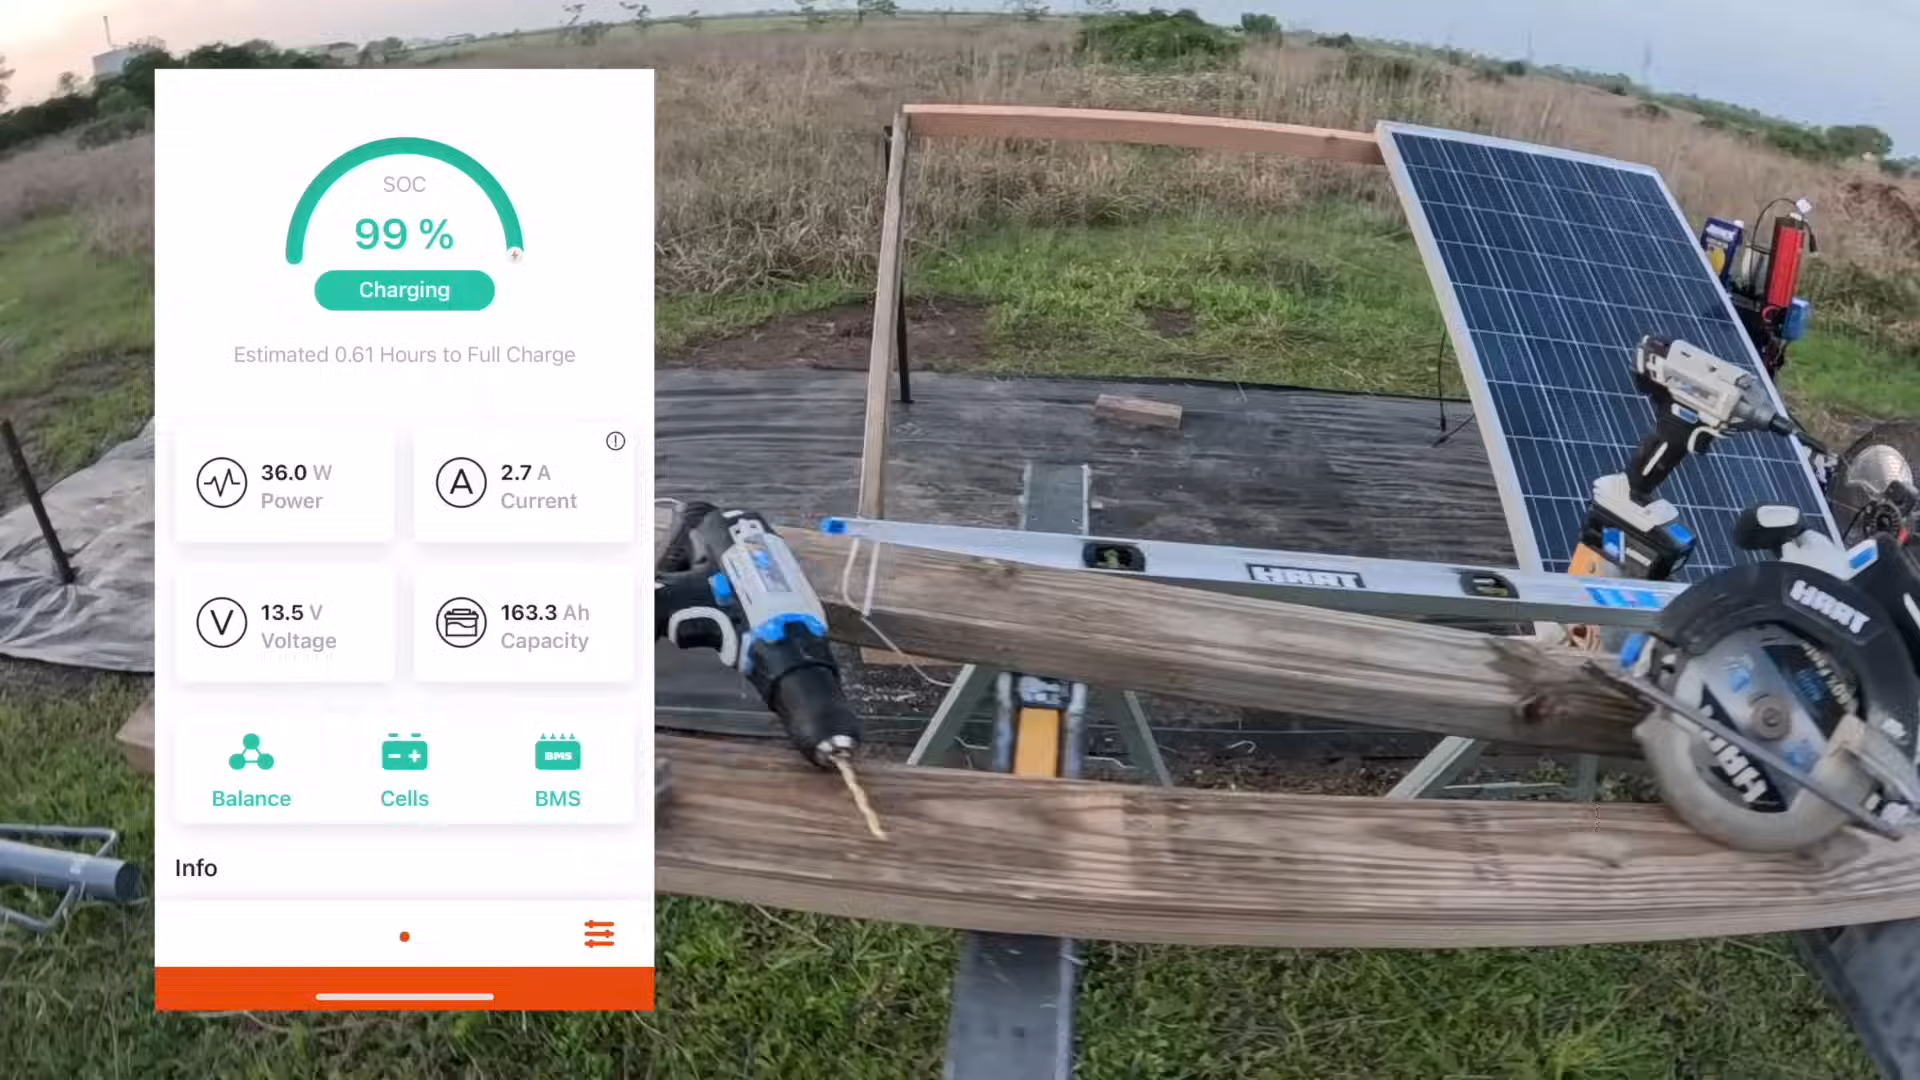 SOC
99 %
Charging
Estimated 0.61 Hours to Full Charge
36.0 W
Power
2.7 A
Current
13.5 V
Voltage
163.3 Ah
Capacity
BMS
Balance
Cells
BMS
Info
HART
HART
HART